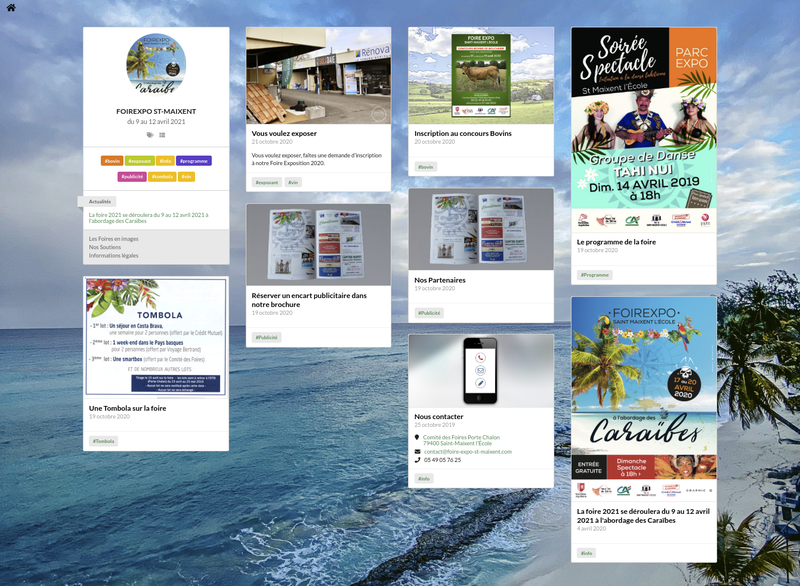 FOIREXPO
Caraïbes
FOIREXPO ST-MAIXENT
du 9 au 12 avril 2021
#bovin
#exposant
#info
#programme
#publicité
#tombola
#vin
Actualités
La foire 2021 se déroulera du 9 au 12 avril 2021 à
l'abordage des Caraïbes
Les Foires en images
Nos Soutiens
Informations légales
TOMBOLA
- 1er lot : Un séjour en Costa Brava,
une semaine pour 2 personnes (offert par le Crédit Mutuel)
- 2ème lot : 1 week-end dans le Pays basques
pour 2 personnes (offert par Voyage Bertrand)
- 3ème lot : Une smartbox (offert par le Comité des Foires)
ET DE NOMBREUX AUTRES LOTS
Une Tombola sur la foire
19 octobre 2020
#Tombola
Rénova
Vous voulez exposer
21 octobre 2020
Vous voulez exposer, faites une demande d'inscription
à notre Foire Exposition 2020.
#exposant
#vin
Réserver un encart publicitaire dans
notre brochure
19 octobre 2020
#Publicité
FOIRE EXPO
SAINT MAIXENT L'ÉCOLE
Inscription au concours Bovins
20 octobre 2020
#bovin
Nos Partenaires
19 octobre 2020
#Publicité
Nous contacter
25 octobre 2019
Comité des Foires Porte Chalon
79400 Saint-Maixent l'École
contact@foire-expo-st-maixent.com
05 49 05 76 25
#info
Soirée
Spectacle
Initiation à la danse tahitienne
St Maixent l'École
PARC
EXPO
Groupe de Danse
TAHI NUI
Dim. 14 AVRIL 2019
à 18h
Le programme de la foire
19 octobre 2020
#Programme
FOIREXPO
SAINT MAIXENT L'ÉCOLE
17 au 20
AVRIL
2020
à l'abordage des
Caraïbes
ENTRÉE
GRATUITE
Dimanche
Spectacle
à 18h
La foire 2021 se déroulera du 9 au 12 avril
2021 à l'abordage des Caraïbes
4 avril 2020
#info